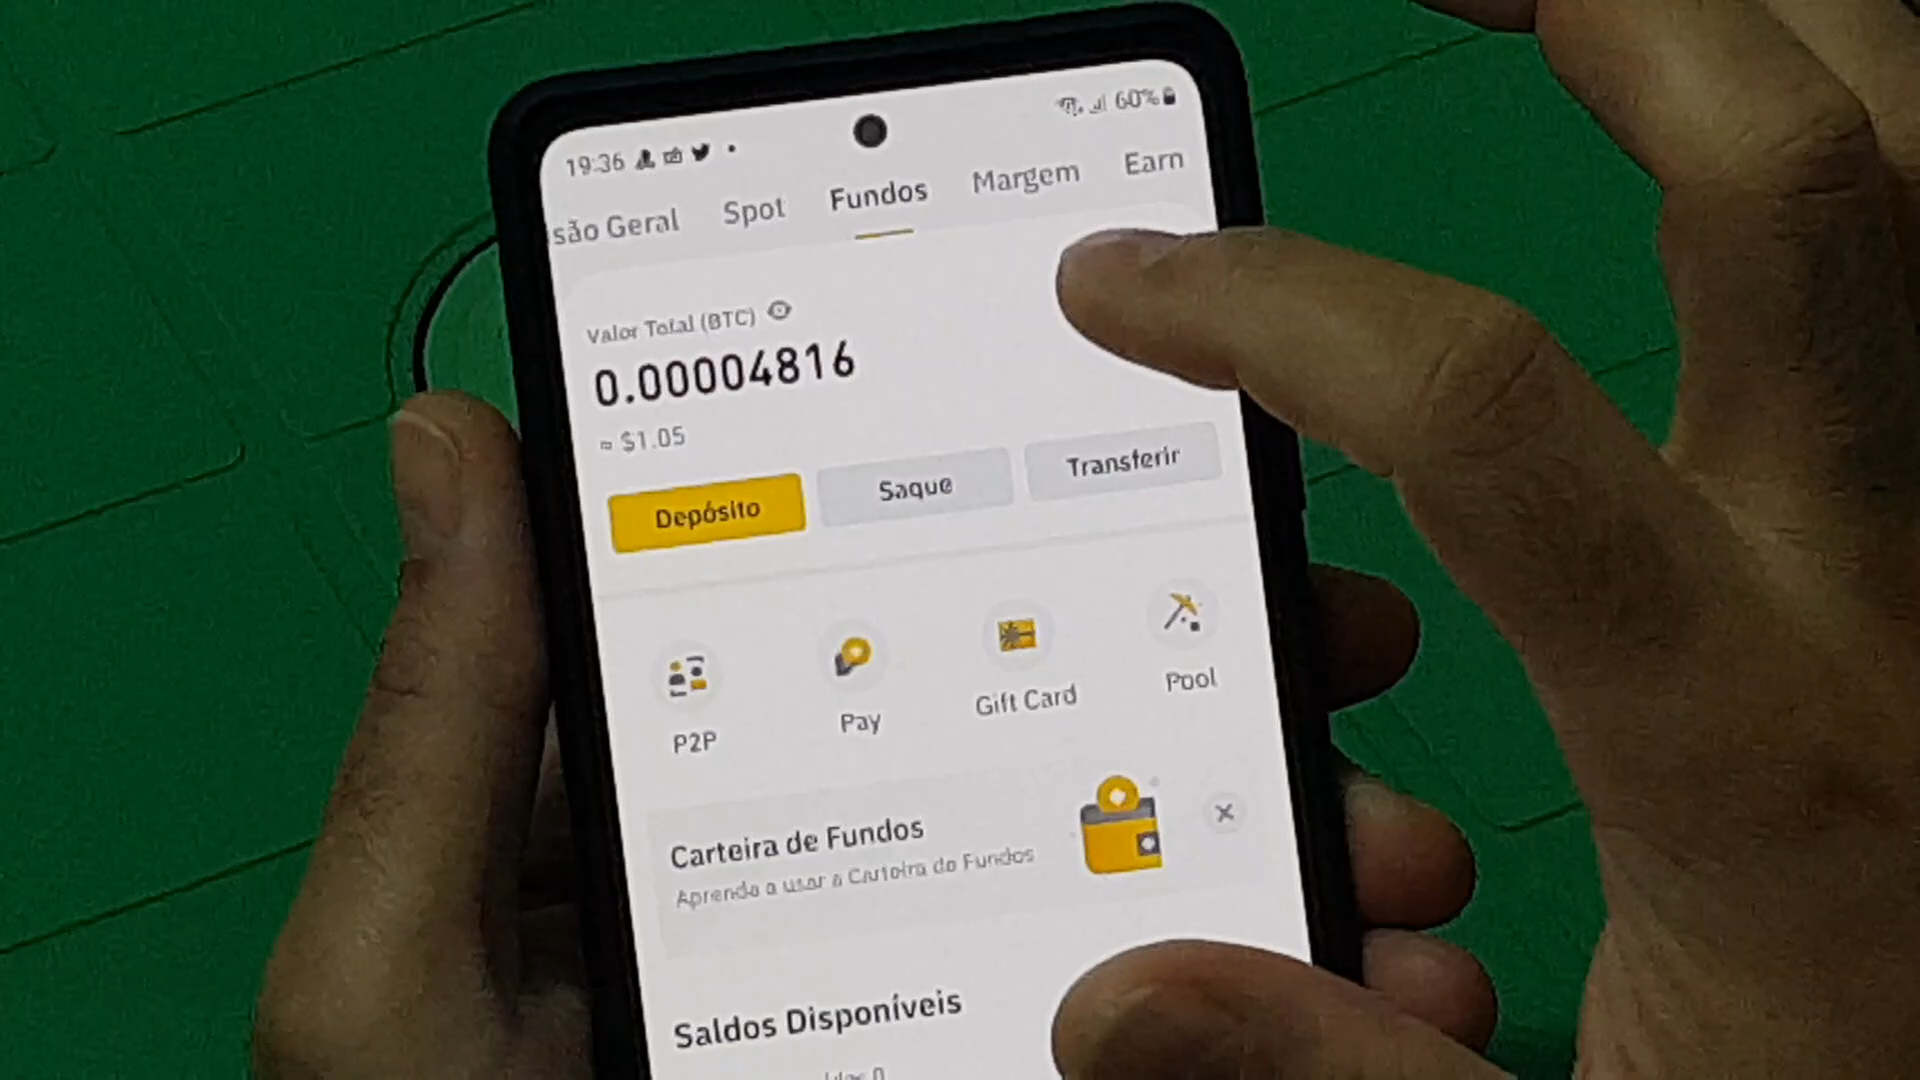 19:36 60%
são Geral Spot Fundos Margem Earn
Valor Total (BTC)
0.00004816
≈ $1.05
Depósito Saque Transferir
P2P Pay Gift Card Pool
Carteira de Fundos
Aprenda a usar a Carteira de Fundos
Saldos Disponíveis